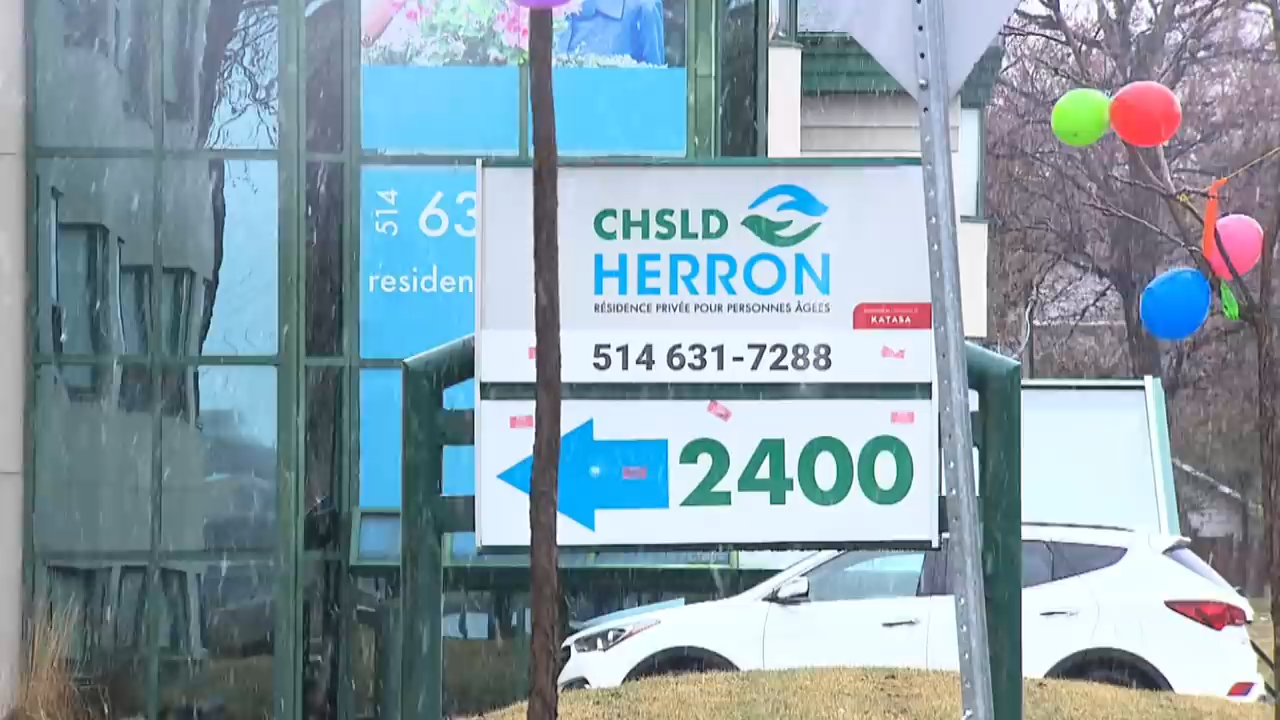 514 63
residen
CHSLD
HERRON
RÉSIDENCE PRIVÉE POUR PERSONNES ÂGÉES
KATASA
514 631-7288
2400